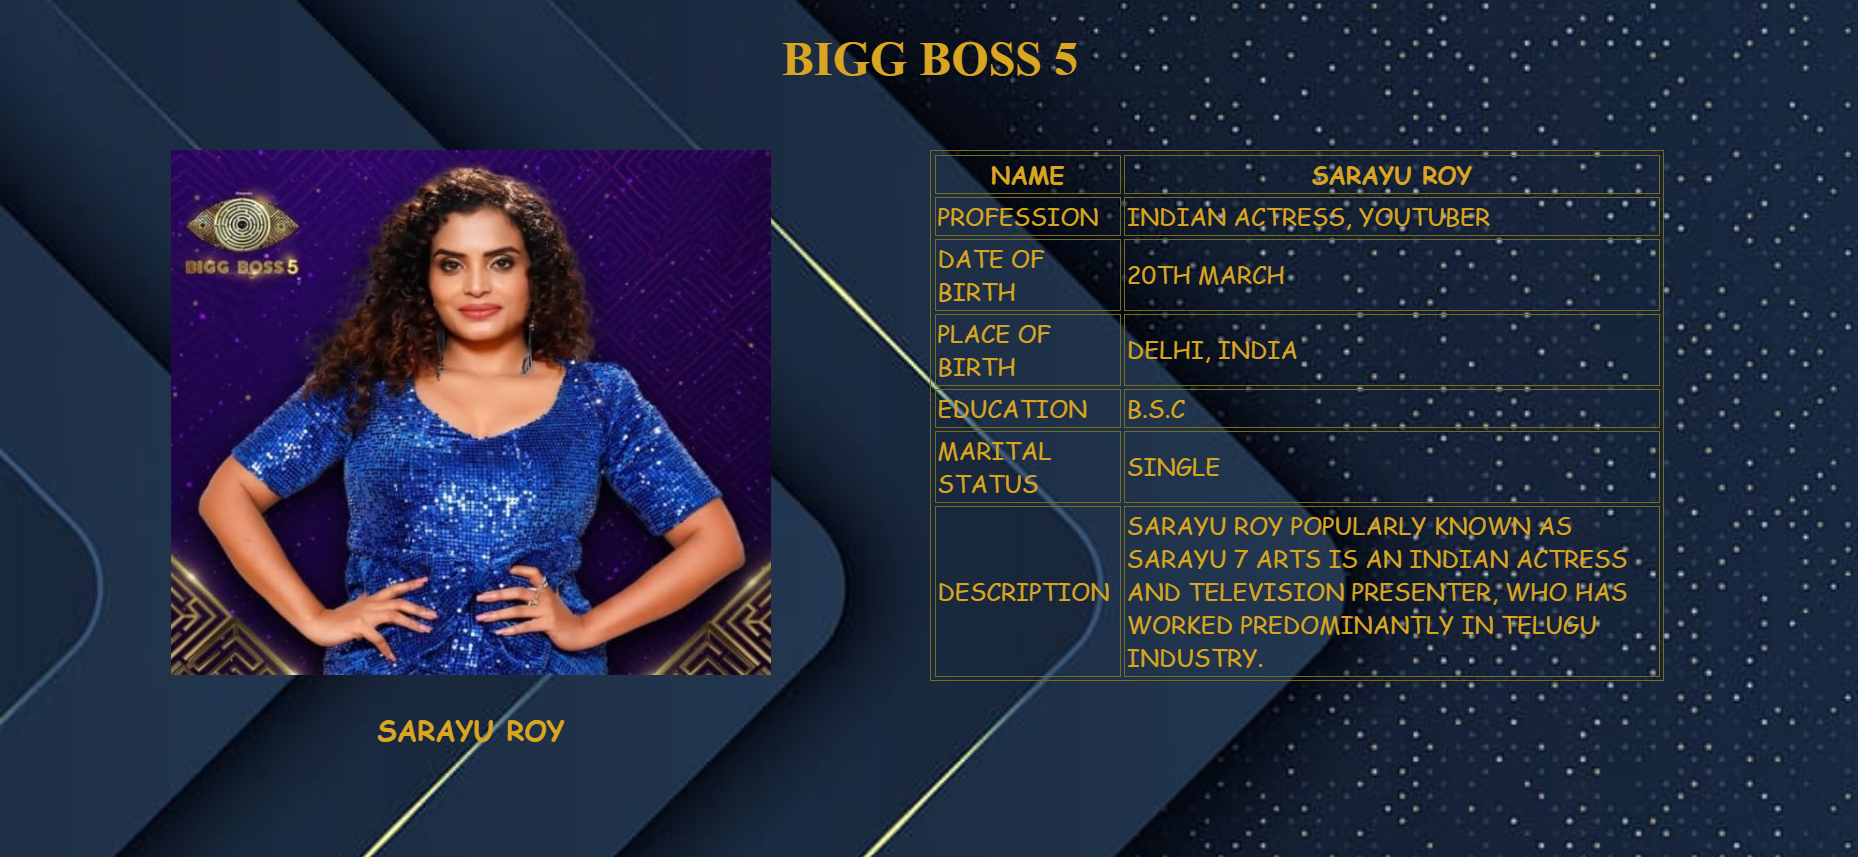 BIGG BOSS 5
BIGG BOSS 5
SARAYU ROY
NAME SARAYU ROY
PROFESSION INDIAN ACTRESS, YOUTUBER
DATE OF
BIRTH
20TH MARCH
PLACE OF
BIRTH
DELHI, INDIA
EDUCATION B.S.C
MARITAL
STATUS
SINGLE
DESCRIPTION
SARAYU ROY POPULARLY KNOWN AS
SARAYU 7 ARTS IS AN INDIAN ACTRESS
AND TELEVISION PRESENTER, WHO HAS
WORKED PREDOMINANTLY IN TELUGU
INDUSTRY.